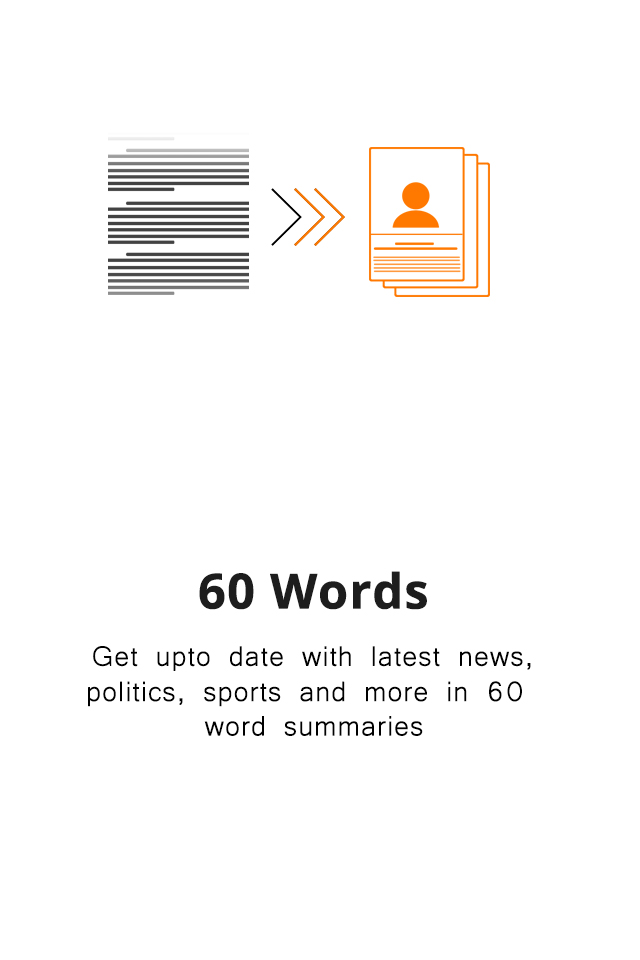 60 Words
Get upto date with latest news,
politics, sports and more in 60
word summaries